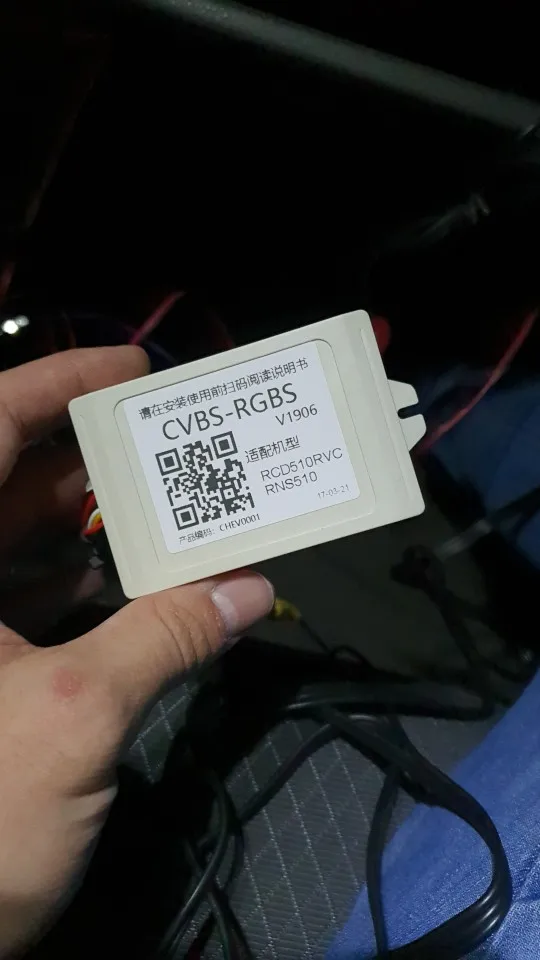 请在安装使用前扫码阅读说明书
CVBS-RGBS
V1906
适配机型
RCD510RVC
RNS510
17-03-21
产品编码: CHEV0001